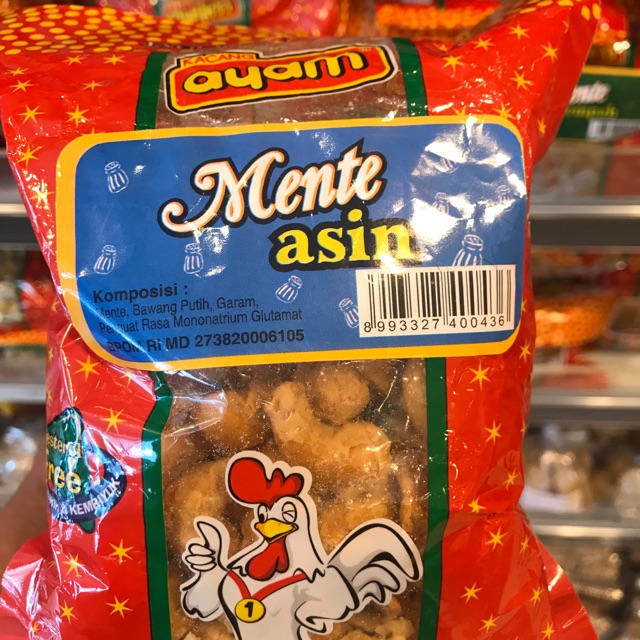 KACANG
ayam
Mente
asin
Komposisi :
Mente, Bawang Putih, Garam,
Penguat Rasa Mononatrium Glutamat
BPOM RI MD 273820006105
8 993327 400436
1